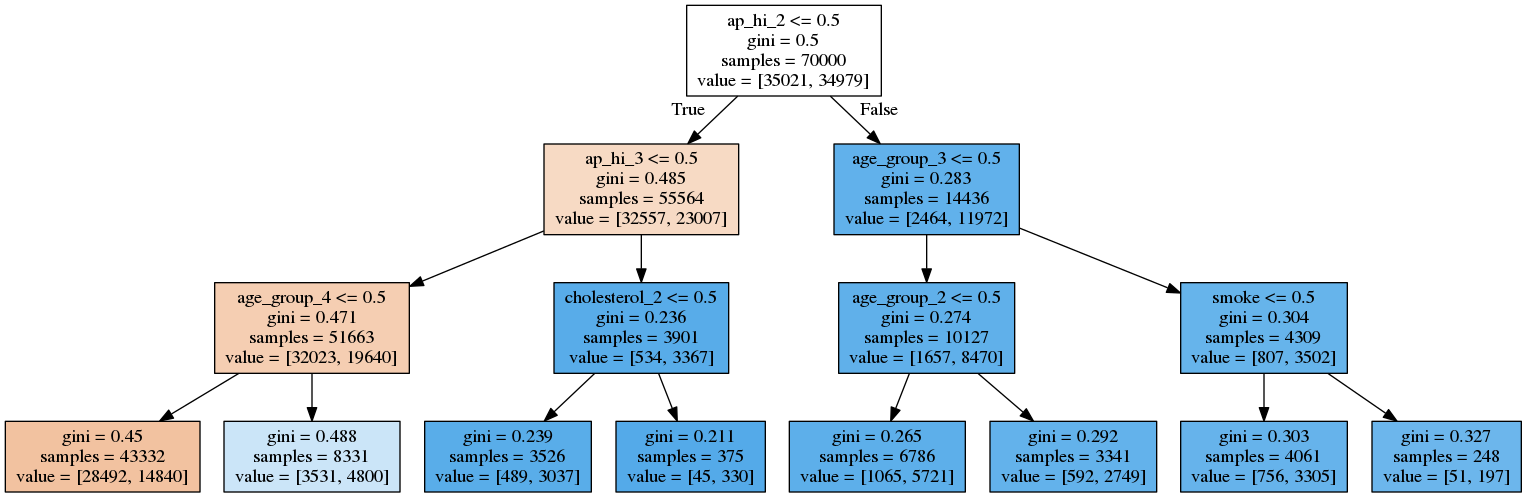 ap_hi_2 <= 0.5
gini = 0.5
samples = 70000
value = [35021, 34979]
True
False
ap_hi_3 <= 0.5
gini = 0.485
samples = 55564
value = [32557, 23007]
age_group_3 <= 0.5
gini = 0.283
samples = 14436
value = [2464, 11972]
age_group_4 <= 0.5
gini = 0.471
samples = 51663
value = [32023, 19640]
cholesterol_2 <= 0.5
gini = 0.236
samples = 3901
value = [534, 3367]
age_group_2 <= 0.5
gini = 0.274
samples = 10127
value = [1657, 8470]
smoke <= 0.5
gini = 0.304
samples = 4309
value = [807, 3502]
gini = 0.45
samples = 43332
value = [28492, 14840]
gini = 0.488
samples = 8331
value = [3531, 4800]
gini = 0.239
samples = 3526
value = [489, 3037]
gini = 0.211
samples = 375
value = [45, 330]
gini = 0.265
samples = 6786
value = [1065, 5721]
gini = 0.292
samples = 3341
value = [592, 2749]
gini = 0.303
samples = 4061
value = [756, 3305]
gini = 0.327
samples = 248
value = [51, 197]